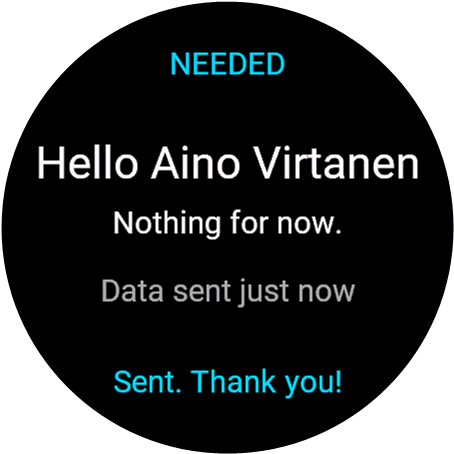 NEEDED
Hello Aino Virtanen
Nothing for now.
Data sent just now
Sent. Thank you!